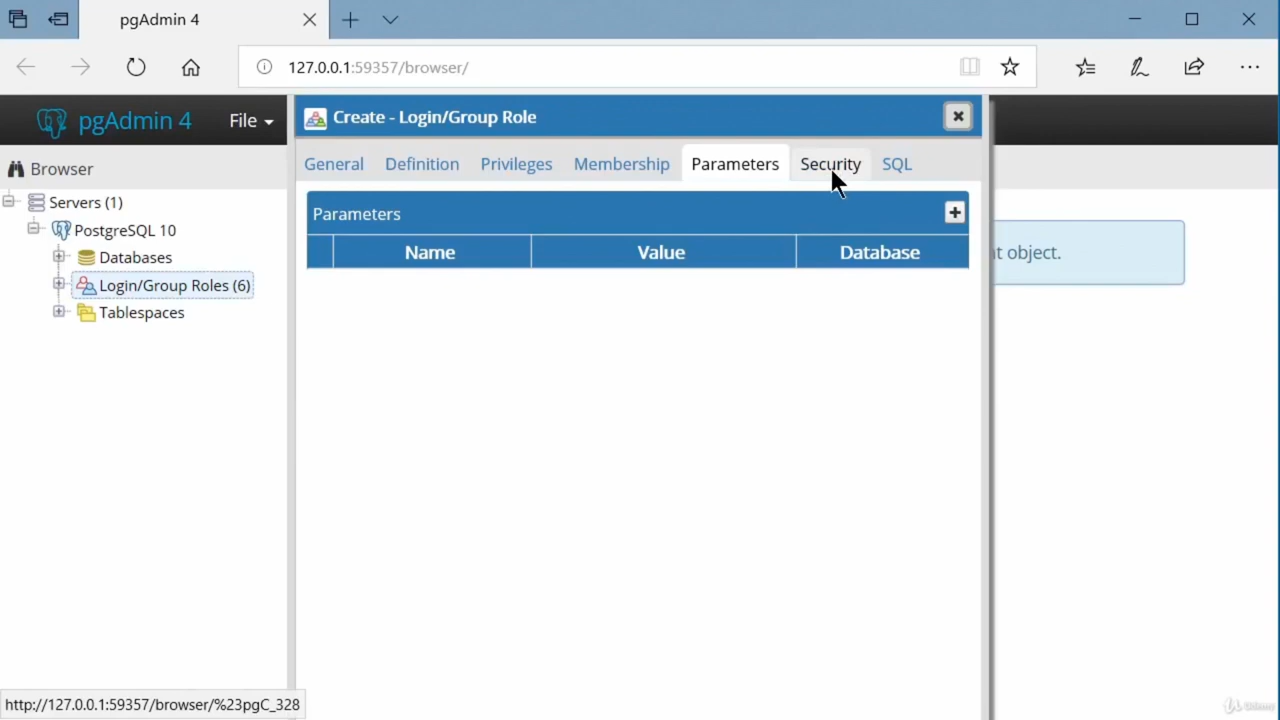 pgAdmin 4
127.0.0.1:59357/browser/
pgAdmin 4
File
Create - Login/Group Role
Browser
General Definition Privileges Membership Parameters Security SQL
Servers (1)
PostgreSQL 10
Databases
Login/Group Roles (6)
Tablespaces
Parameters
Name Value Database
t object.
http://127.0.0.1:59357/browser/%23pgC_328
Udemy